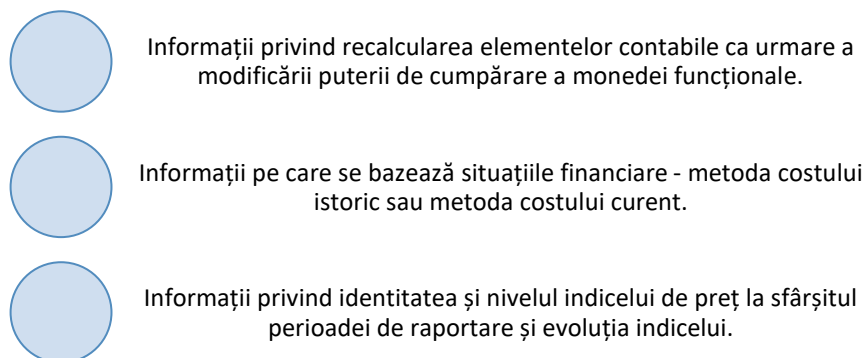 Informații privind recalcularea elementelor contabile ca urmare a
modificării puterii de cumpărare a monedei funcționale.
Informații pe care se bazează situațiile financiare - metoda costului
istoric sau metoda costului curent.
Informații privind identitatea și nivelul indicelui de preț la sfârșitul
perioadei de raportare și evoluția indicelui.